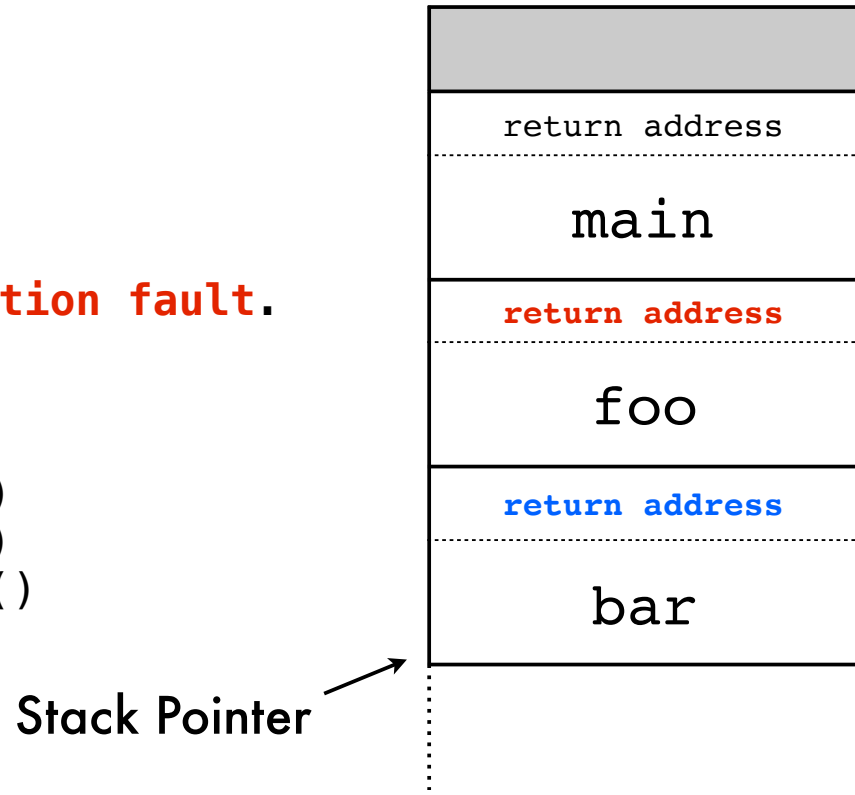 tion fault.
)
)
()
Stack Pointer
return address
main
return address
foo
return address
bar